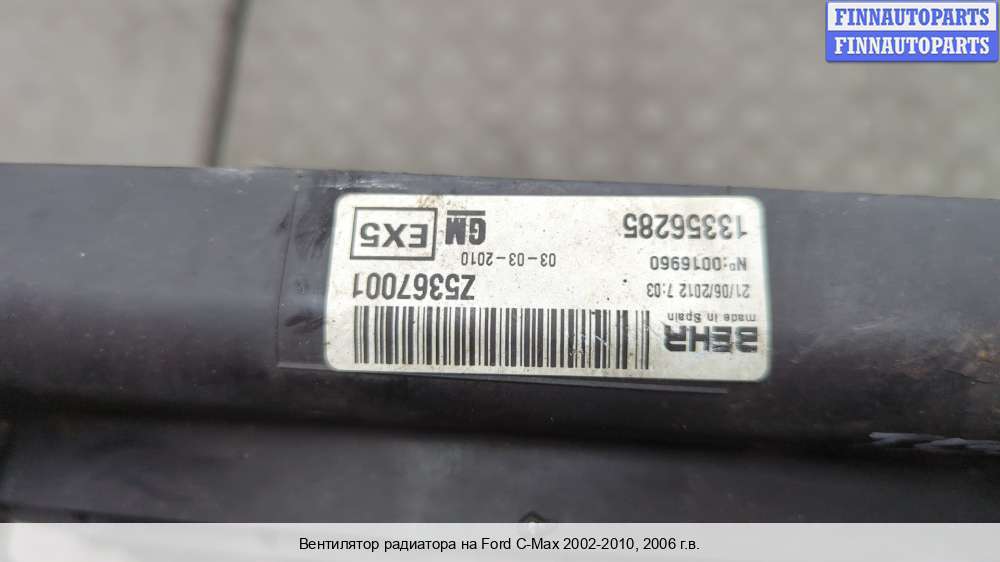 FINNAUTOPARTS
FINNAUTOPARTS
BEHR
made in Spain
21/06/2012 7:03
Nº:0016960
13356285
Z5367001
03-03-2010
GM
EX5
Вентилятор радиатора на Ford C-Max 2002-2010, 2006 г.в.